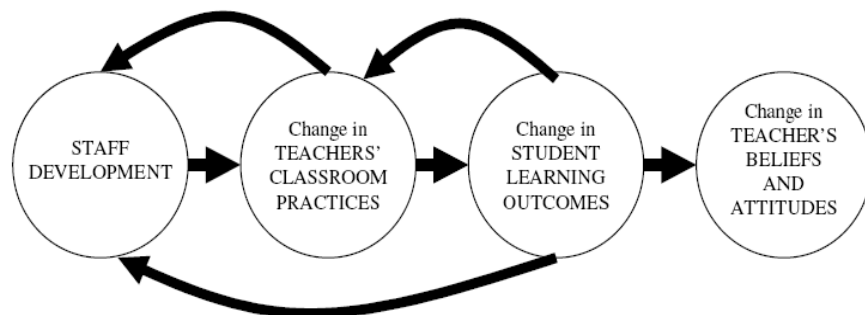 STAFF
DEVELOPMENT
Change in
TEACHERS'
CLASSROOM
PRACTICES
Change in
STUDENT
LEARNING
OUTCOMES
Change in
TEACHER'S
BELIEFS
AND
ATTITUDES